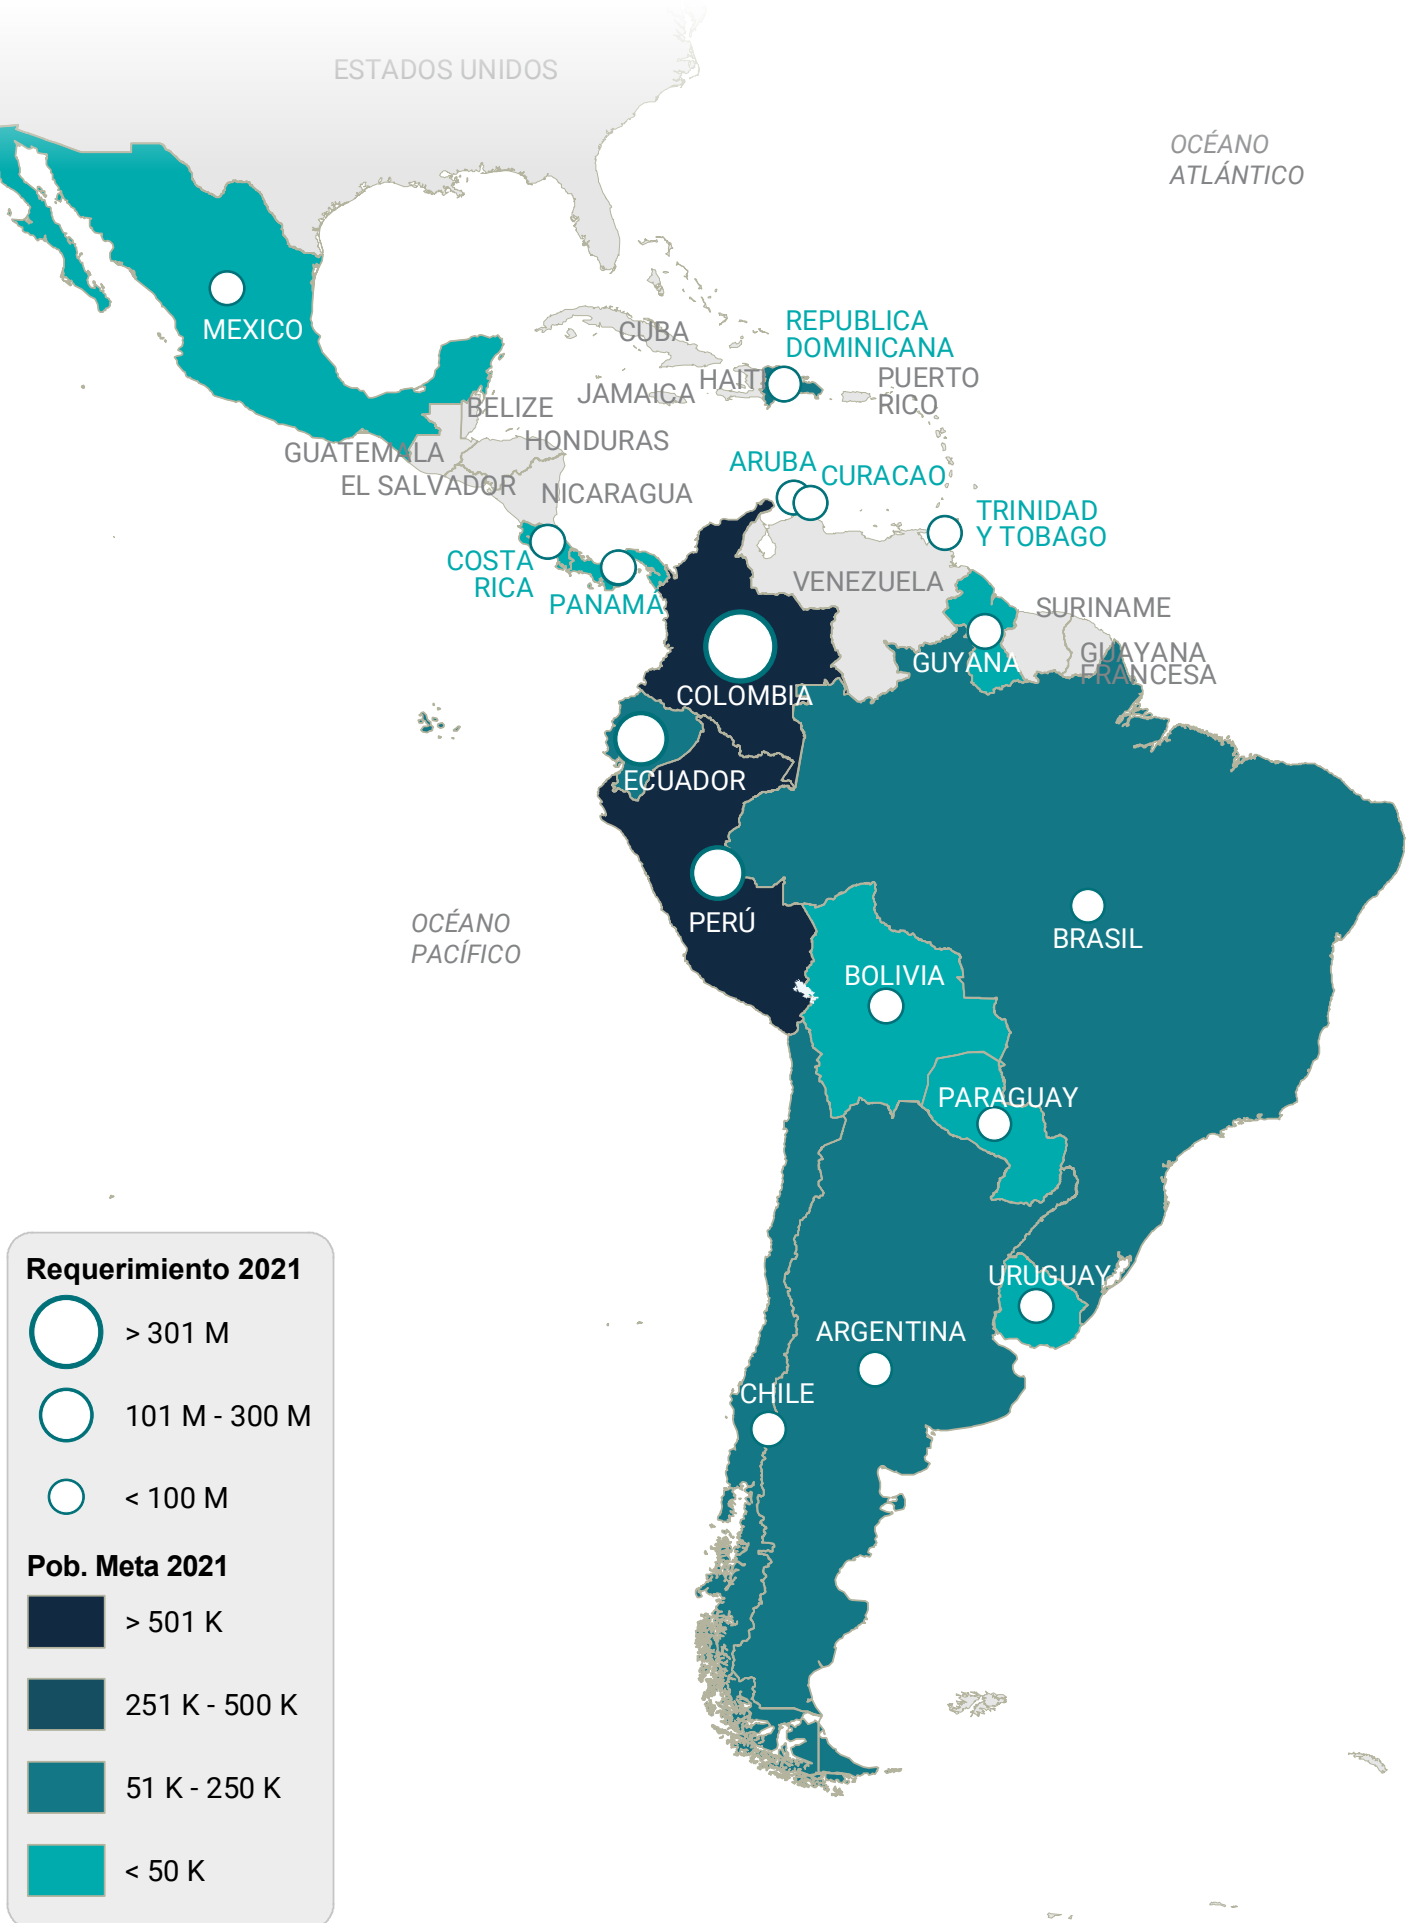 ESTADOS UNIDOS
OCÉANO
ATLÁNTICO
MEXICO
CUBA
REPUBLICA
DOMINICANA
HAITI
JAMAICA
PUERTO
RICO
BELIZE
GUATEMALA
HONDURAS
EL SALVADOR
NICARAGUA
ARUBA
CURACAO
TRINIDAD
Y TOBAGO
COSTA
RICA
PANAMÁ
VENEZUELA
SURINAME
GUYANA
GUAYANA
FRANCESA
COLOMBIA
ECUADOR
PERÚ
OCÉANO
PACÍFICO
BRASIL
BOLIVIA
PARAGUAY
URUGUAY
ARGENTINA
CHILE
Requerimiento 2021
> 301 M
101 M - 300 M
< 100 M
Pob. Meta 2021
> 501 K
251 K - 500 K
51 K - 250 K
< 50 K